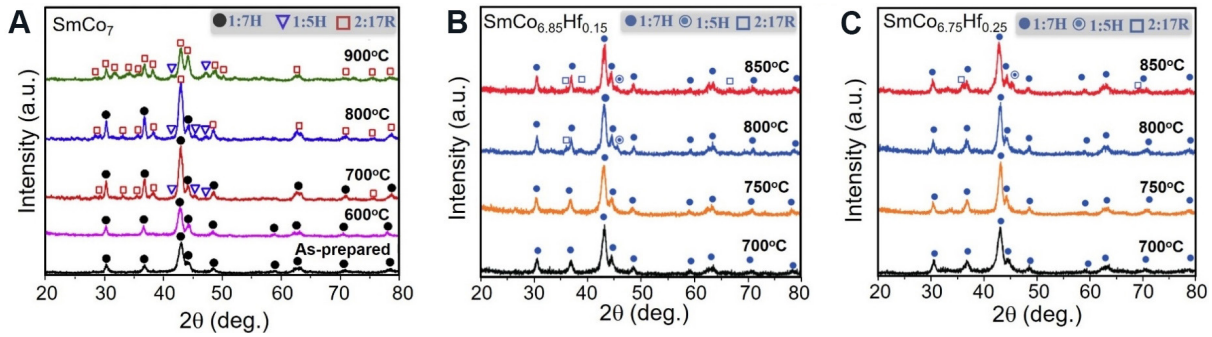 A
SmCo₇
● 1:7H ▽ 1:5H □ 2:17R
900°C
800°C
700°C
600°C
As-prepared
Intensity (a.u.)
20 30 40 50 60 70 80
2θ (deg.)
B
SmCo₆.₈₅Hf₀.₁₅
● 1:7H ◉ 1:5H □ 2:17R
850°C
800°C
750°C
700°C
Intensity (a.u.)
20 30 40 50 60 70 80
2θ (deg.)
C
SmCo₆.₇₅Hf₀.₂₅
● 1:7H ◉ 1:5H □ 2:17R
850°C
800°C
750°C
700°C
Intensity (a.u.)
20 30 40 50 60 70 80
2θ (deg.)